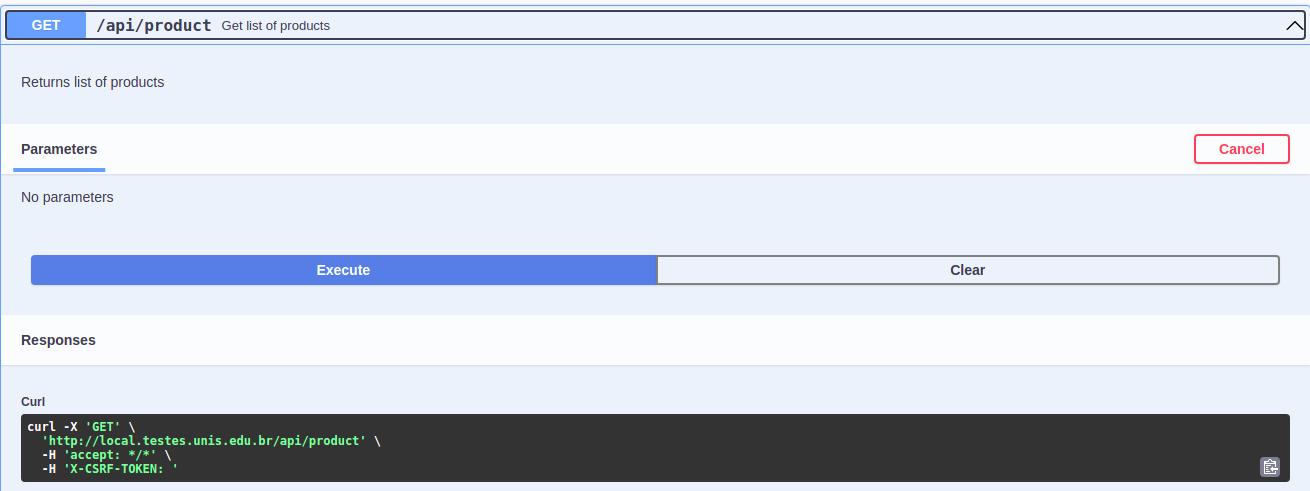 GET /api/product Get list of products
Returns list of products
Parameters Cancel
No parameters
Execute Clear
Responses
Curl
curl -X 'GET' \
  'http://local.testes.unis.edu.br/api/product' \
  -H 'accept: */*' \
  -H 'X-CSRF-TOKEN: '